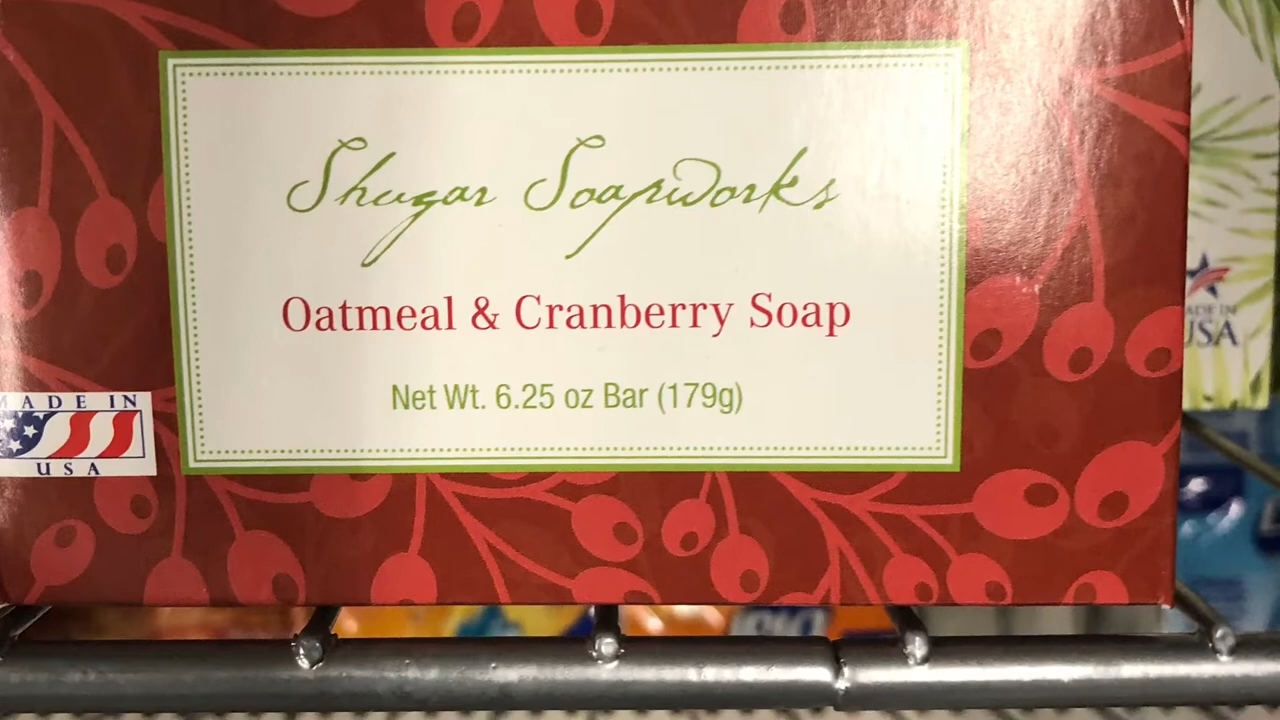 Shugar Soapworks
Oatmeal & Cranberry Soap
Net Wt. 6.25 oz Bar (179g)
MADE IN
USA
MADE IN
USA